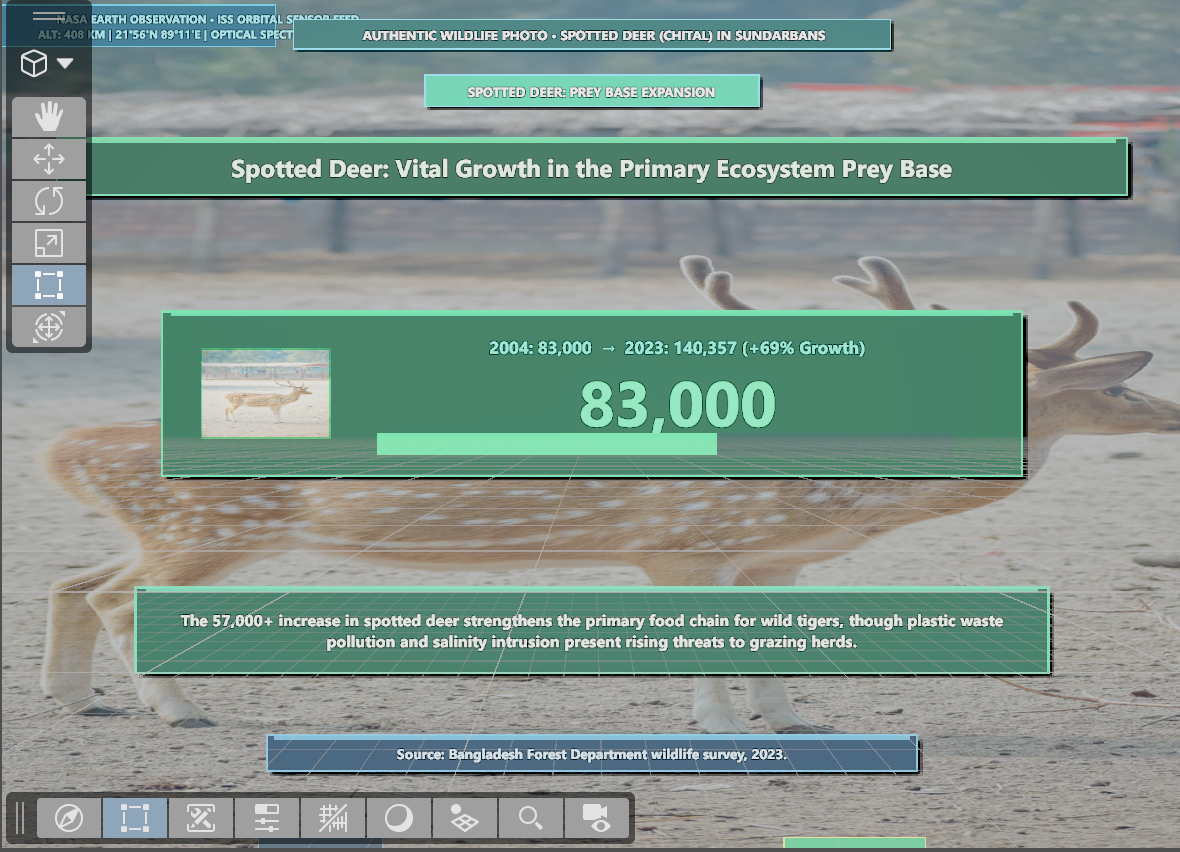 NASA EARTH OBSERVATION • ISS ORBITAL SENSOR FEED
ALT: 408 KM | 21°56'N 89°11'E | OPTICAL SPECT
AUTHENTIC WILDLIFE PHOTO • SPOTTED DEER (CHITAL) IN SUNDARBANS
SPOTTED DEER: PREY BASE EXPANSION
Spotted Deer: Vital Growth in the Primary Ecosystem Prey Base
2004: 83,000 → 2023: 140,357 (+69% Growth)
83,000
The 57,000+ increase in spotted deer strengthens the primary food chain for wild tigers, though plastic waste
pollution and salinity intrusion present rising threats to grazing herds.
Source: Bangladesh Forest Department wildlife survey, 2023.